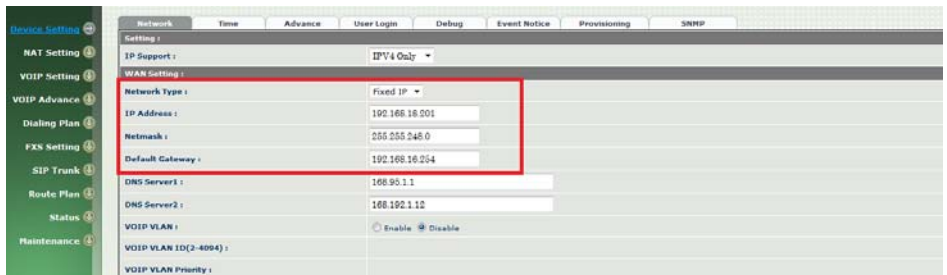 Network Time Advance User Login Debug Event Notice Provisioning SNMP
Device Setting
Setting :
NAT Setting
IP Support : IPV4 Only
VOIP Setting
WAN Setting :
Network Type : Fixed IP
VOIP Advance
IP Address : 192.168.16.201
Dialing Plan
Netmask : 255.255.248.0
FXS Setting
Default Gateway : 192.168.16.254
SIP Trunk
DNS Server1 : 168.95.1.1
Route Plan
DNS Server2 : 168.192.1.12
Status
VOIP VLAN : Enable Disable
Maintenance
VOIP VLAN ID(2-4094) :
VOIP VLAN Priority :